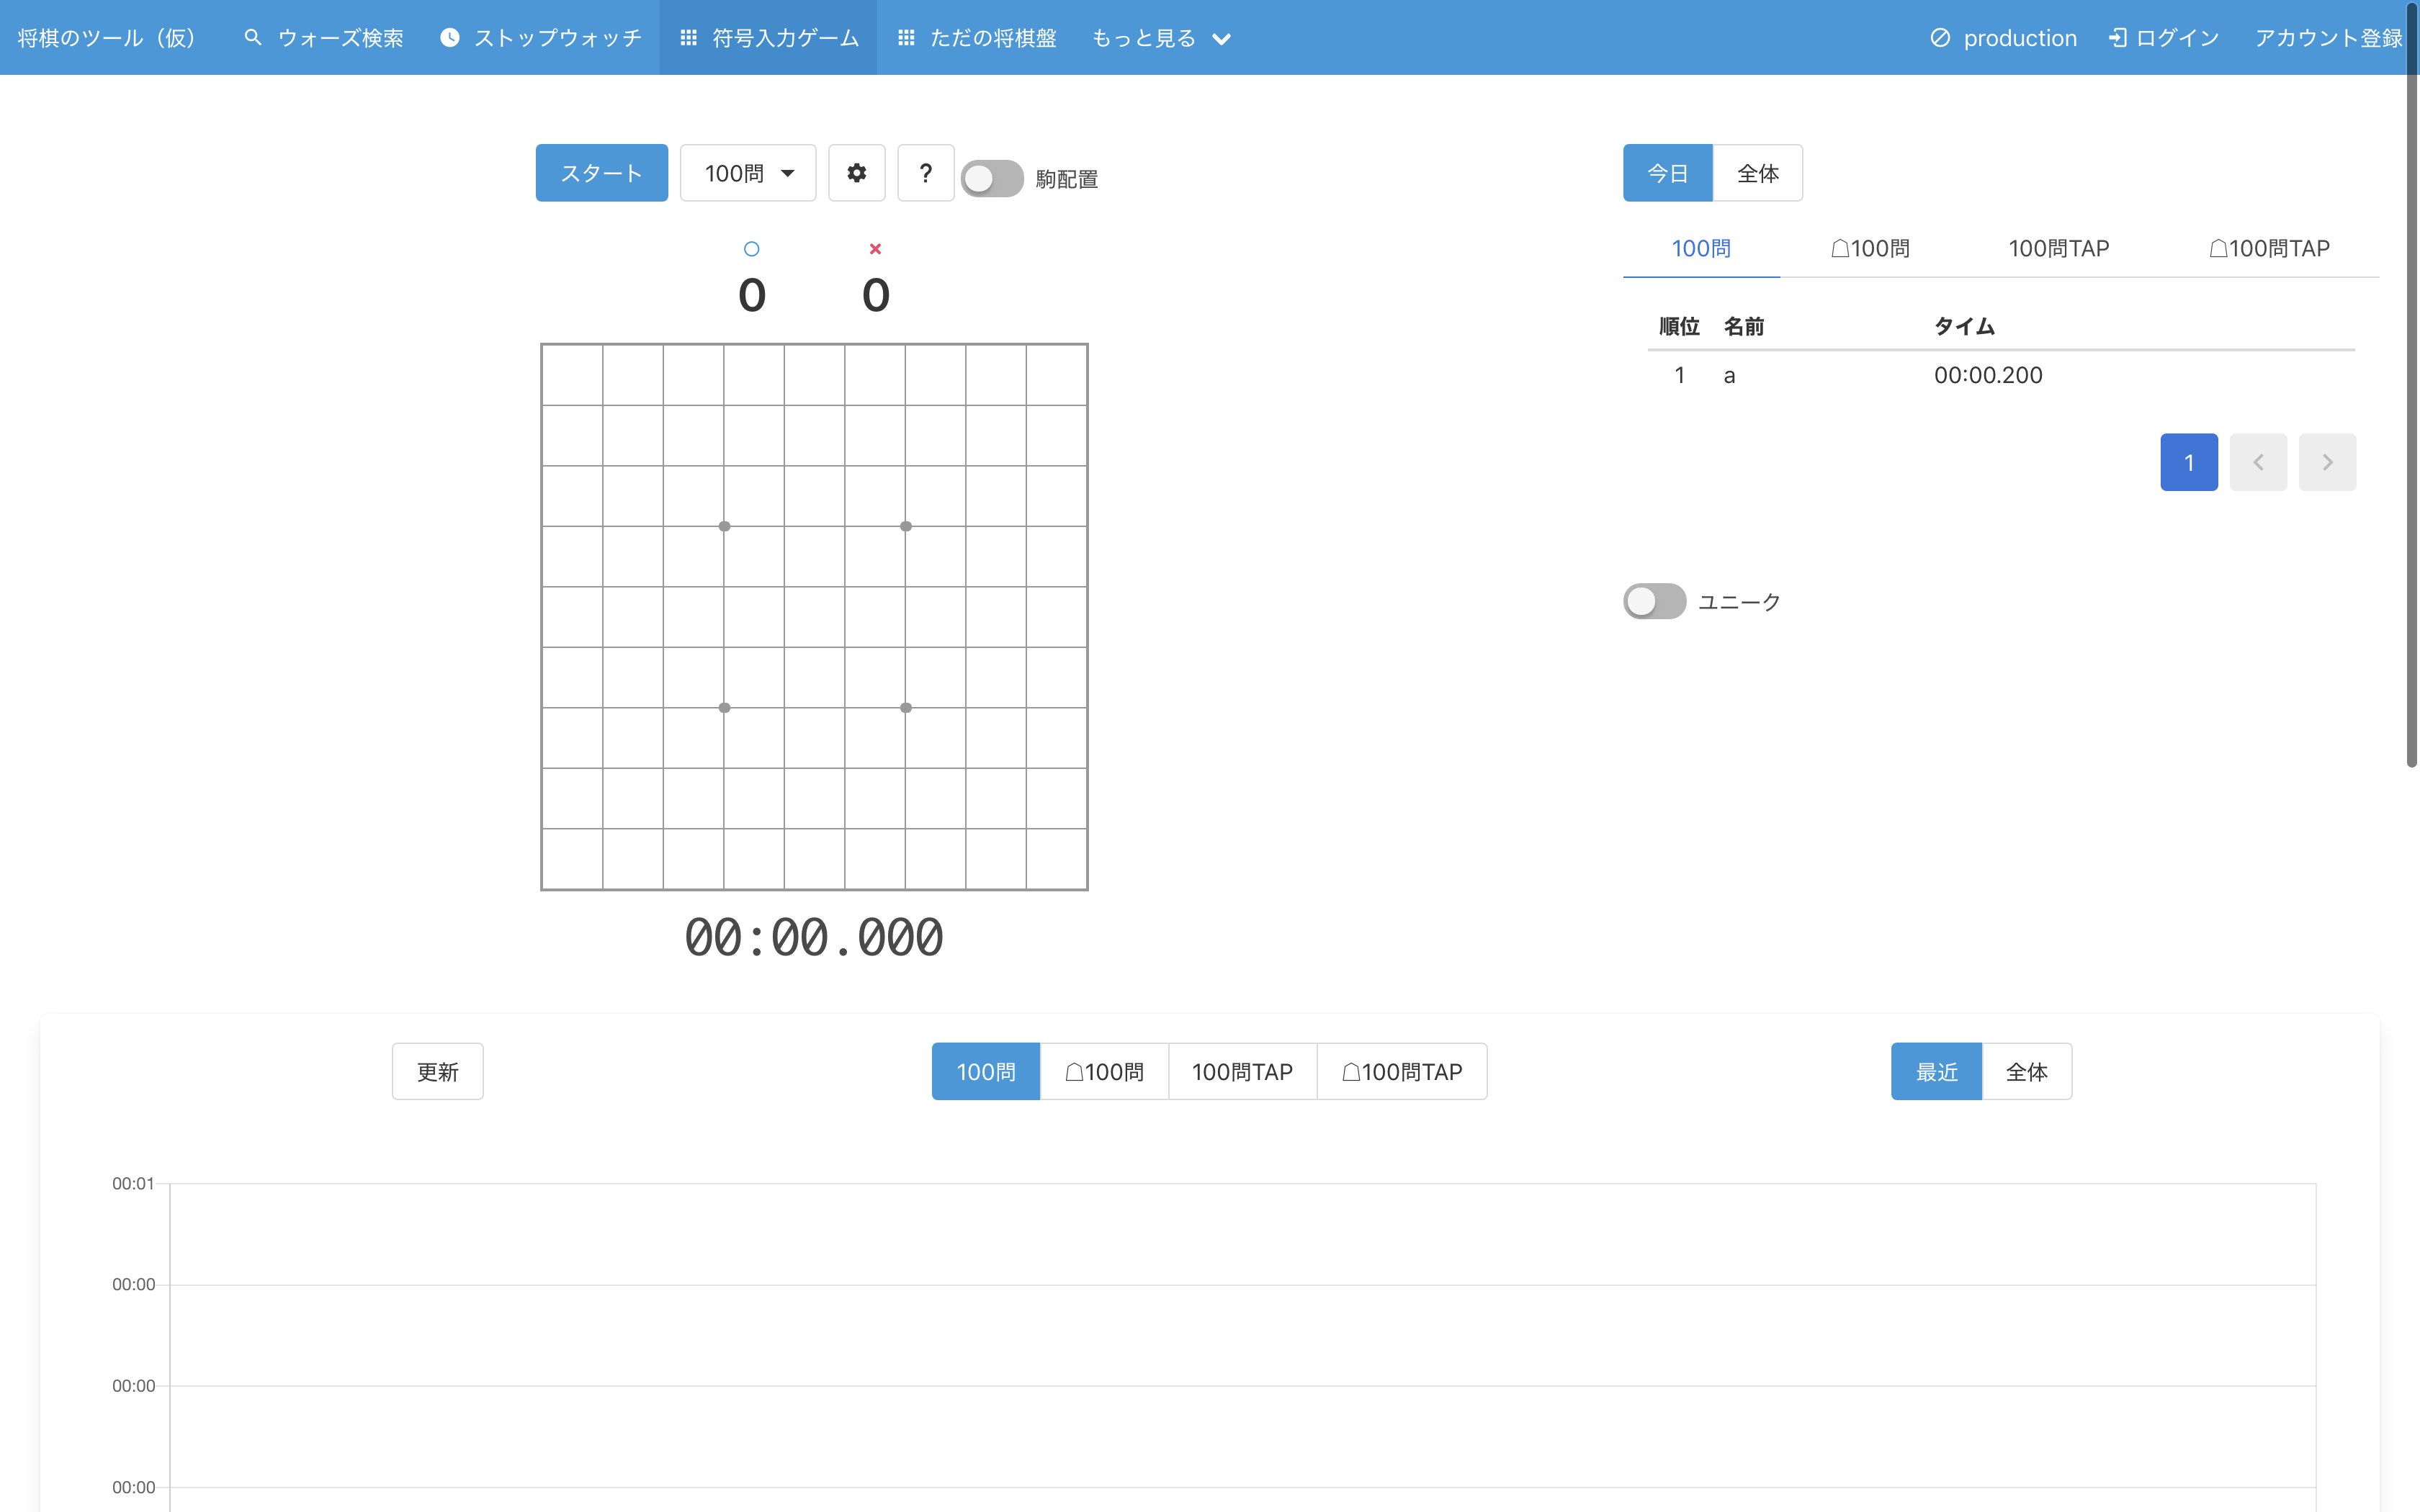 将棋のツール（仮） ウォーズ検索 ストップウォッチ 符号入力ゲーム ただの将棋盤 もっと見る production ログイン アカウント登録
スタート 100問 ? 駒配置
今日 全体
○ ×
0 0
100問 ☖100問 100問TAP ☖100問TAP
順位 名前 タイム
1 a 00:00.200
1
ユニーク
00:00.000
更新 100問 ☖100問 100問TAP ☖100問TAP 最近 全体
00:01
00:00
00:00
00:00